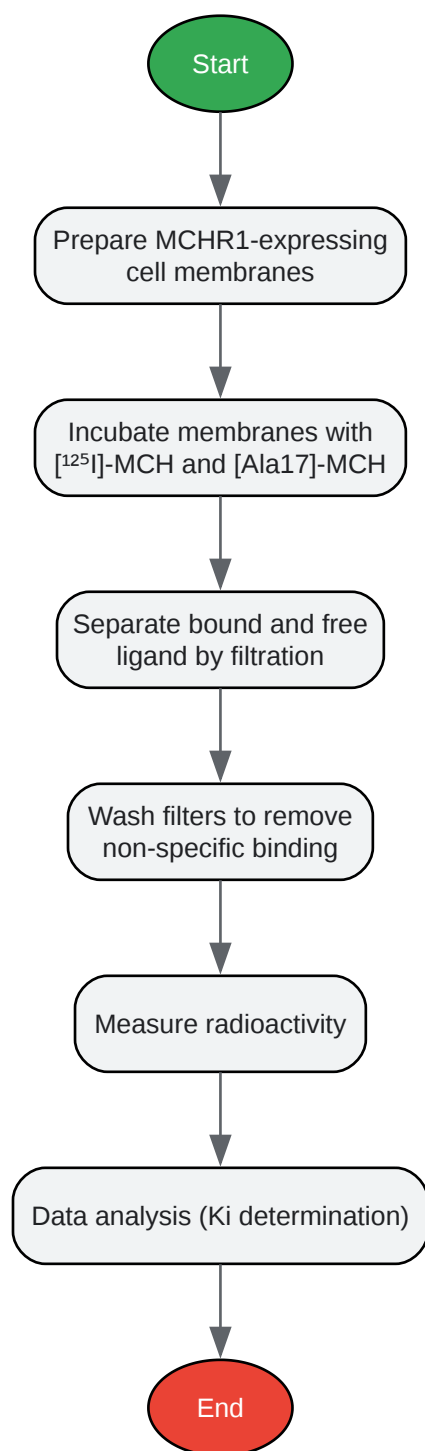 Start
Prepare MCHR1-expressing
cell membranes
Incubate membranes with
[¹²⁵I]-MCH and [Ala17]-MCH
Separate bound and free
ligand by filtration
Wash filters to remove
non-specific binding
Measure radioactivity
Data analysis (Ki determination)
End